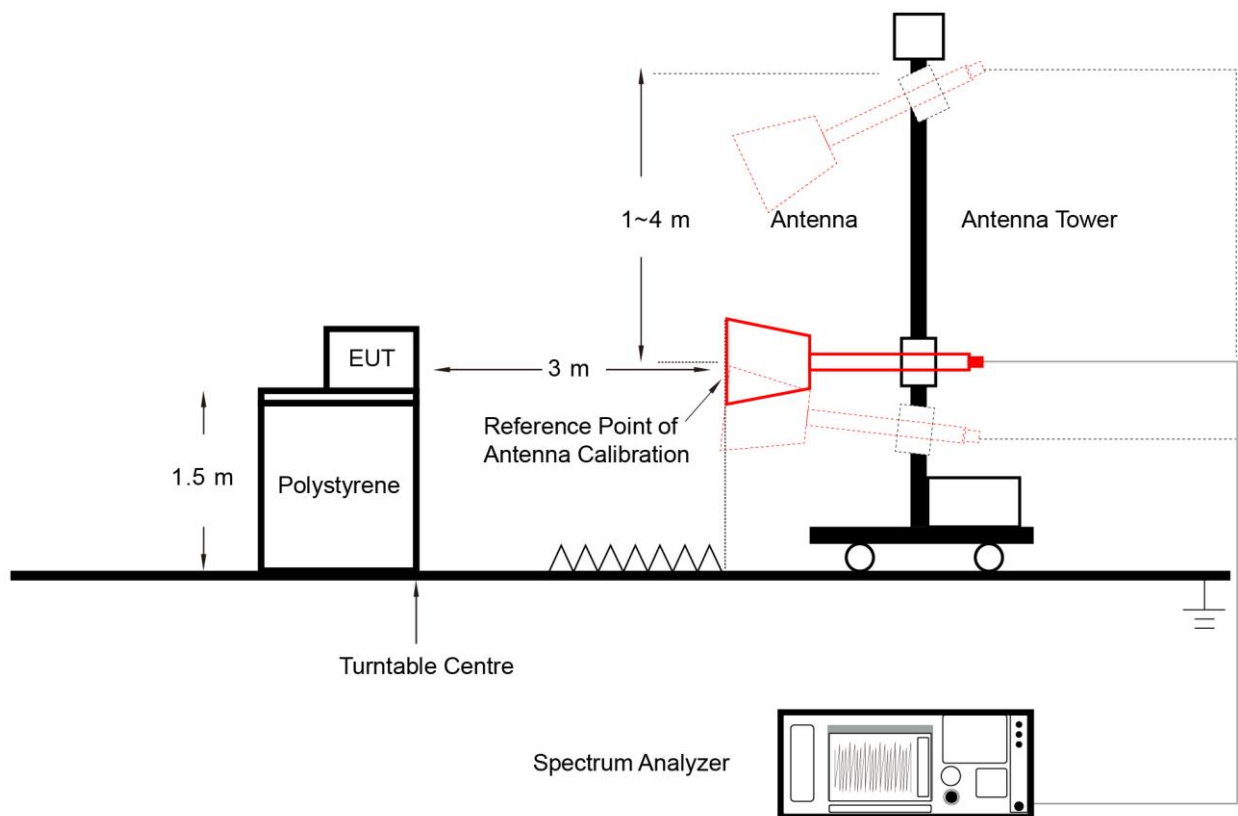 1~4 m
Antenna
Antenna Tower
EUT
3 m
Reference Point of
Antenna Calibration
1.5 m
Polystyrene
Turntable Centre
Spectrum Analyzer